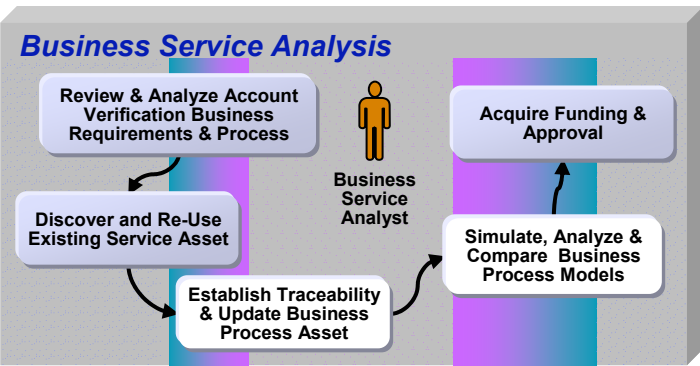 Business Service Analysis
Review & Analyze Account
Verification Business
Requirements & Process
Discover and Re-Use
Existing Service Asset
Establish Traceability
& Update Business
Process Asset
Business
Service
Analyst
Simulate, Analyze &
Compare Business
Process Models
Acquire Funding &
Approval